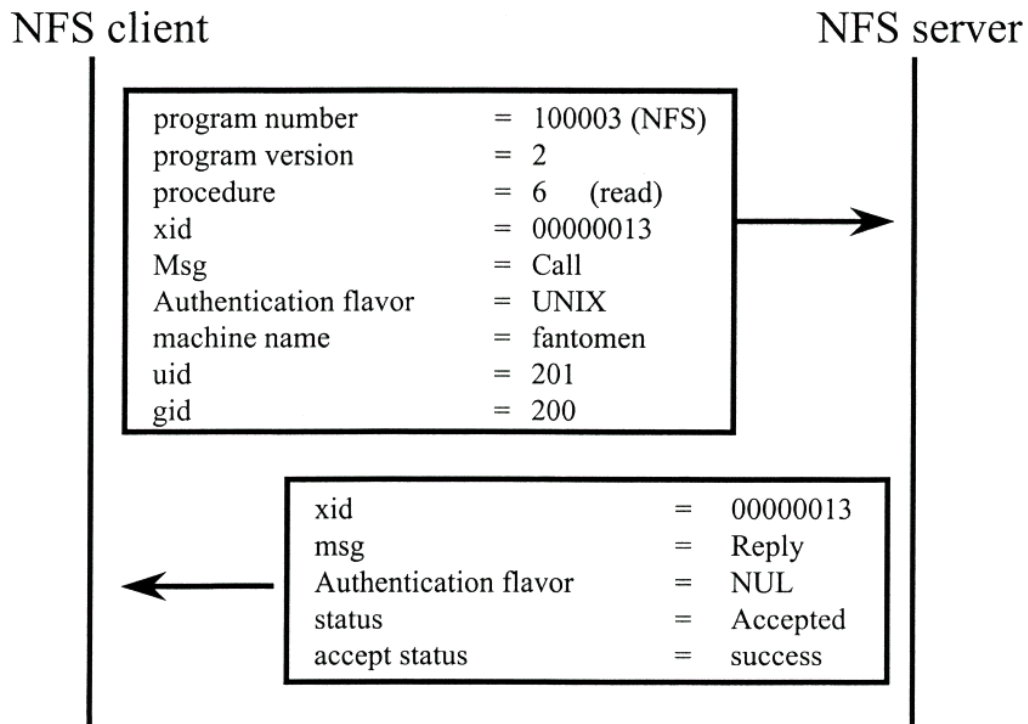 NFS client
NFS server
program number = 100003 (NFS)
program version = 2
procedure = 6 (read)
xid = 00000013
Msg = Call
Authentication flavor = UNIX
machine name = fantomen
uid = 201
gid = 200
xid = 00000013
msg = Reply
Authentication flavor = NUL
status = Accepted
accept status = success